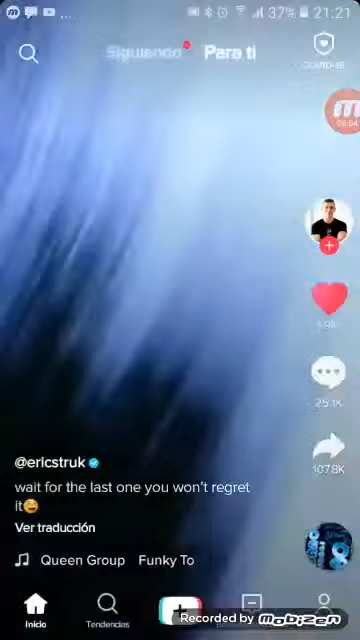 37% 21:21
Siguiendo Para ti
COVID-19
25.1K
107.8K
@ericstruk
wait for the last one you won't regret
it😂
Ver traducción
Queen Group Funky To
Inicio
Tendencias
Recorded by mobizen